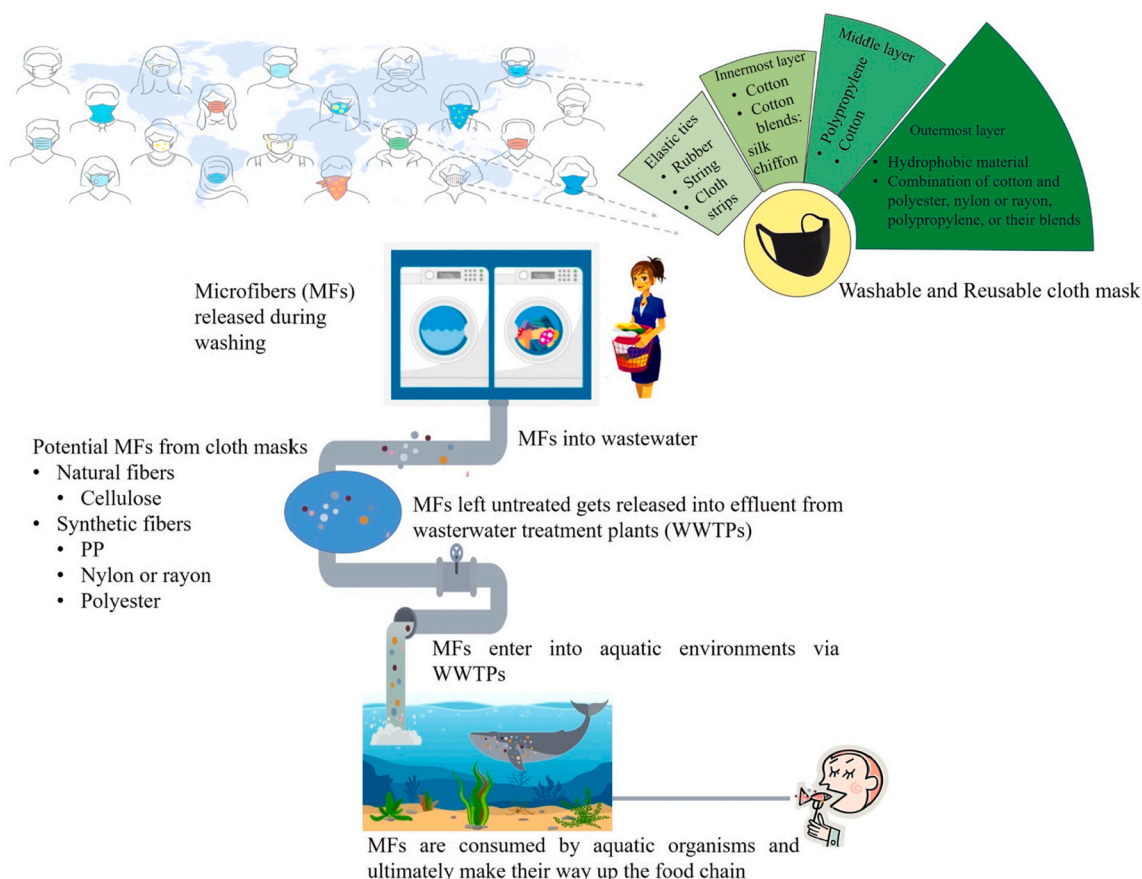 Elastic ties
• Rubber
• String
• Cloth
strips
Innermost layer
• Cotton
• Cotton
blends:
silk
chiffon
Middle layer
• Polypropylene
• Cotton
Outermost layer
• Hydrophobic material
• Combination of cotton and
polyester, nylon or rayon,
polypropylene, or their blends
Washable and Reusable cloth mask
Microfibers (MFs)
released during
washing
MFs into wastewater
Potential MFs from cloth masks
• Natural fibers
• Cellulose
• Synthetic fibers
• PP
• Nylon or rayon
• Polyester
MFs left untreated gets released into effluent from
wasterwater treatment plants (WWTPs)
MFs enter into aquatic environments via
WWTPs
MFs are consumed by aquatic organisms and
ultimately make their way up the food chain